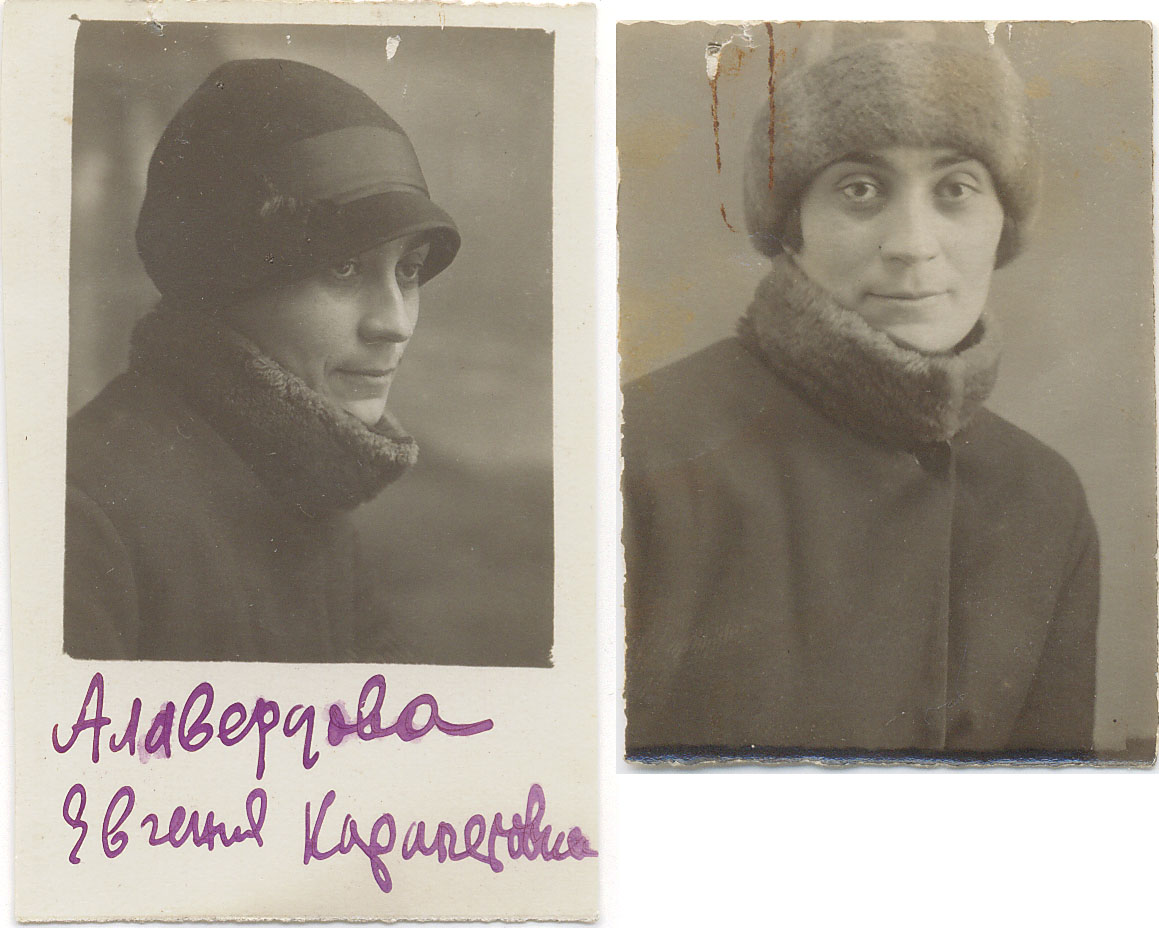 Алавердова
Евгения Карапетовна